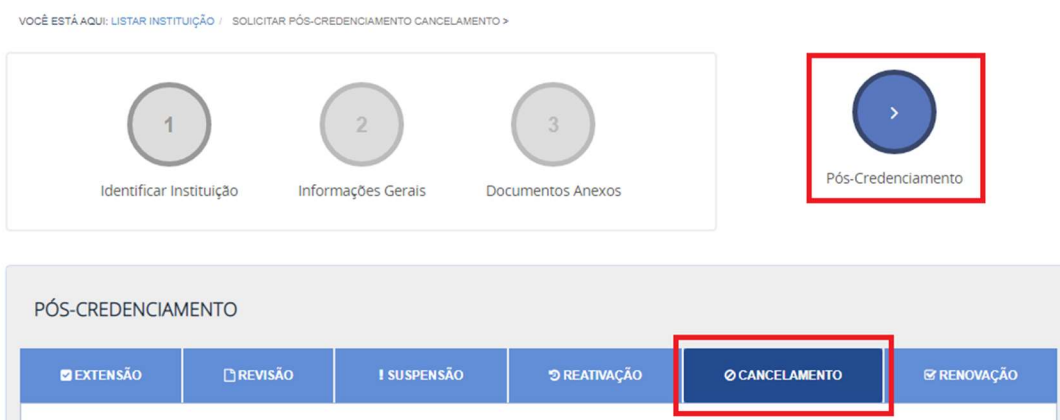 VOCÊ ESTÁ AQUI: LISTAR INSTITUIÇÃO / SOLICITAR PÓS-CREDENCIAMENTO CANCELAMENTO >
1 2 3 >
Identificar Instituição Informações Gerais Documentos Anexos Pós-Credenciamento
PÓS-CREDENCIAMENTO
EXTENSÃO REVISÃO SUSPENSÃO REATIVAÇÃO CANCELAMENTO RENOVAÇÃO